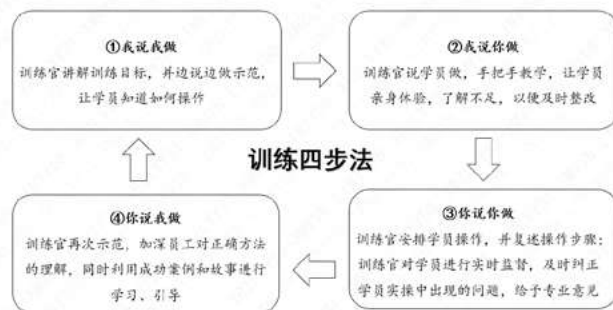 ①我说我做
训练官讲解训练目标，并边说边做示范，
让学员知道如何操作
②我说你做
训练官说学员做，手把手教学，让学员
亲身体验，了解不足，以便及时整改
训练四步法
④你说我做
训练官再次示范，加深员工对正确方法
的理解，同时利用成功案例和故事进行
学习、引导
③你说你做
训练官安排学员操作，并复述操作步骤；
训练官对学员进行实时监督，及时纠正
学员实操中出现的问题，给予专业意见